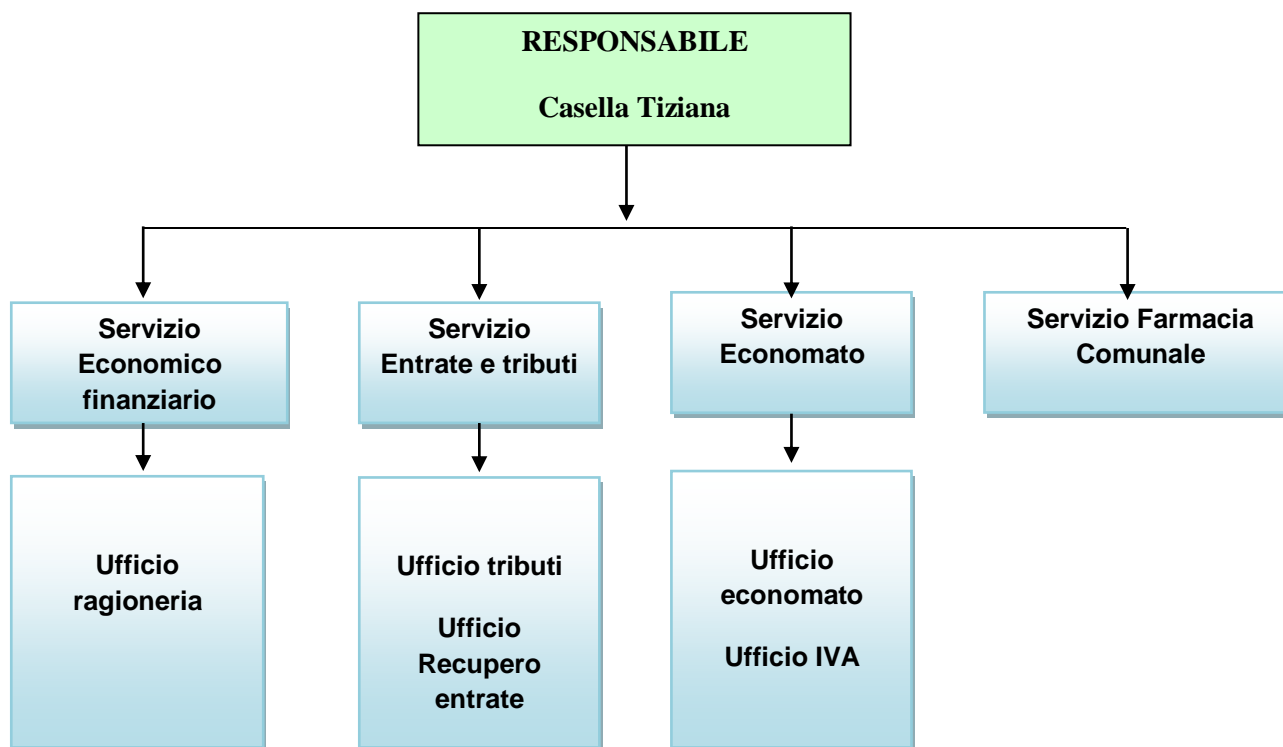 RESPONSABILE
Casella Tiziana
Servizio
Economico
finanziario
Servizio
Entrate e tributi
Servizio
Economato
Servizio Farmacia
Comunale
Ufficio
ragioneria
Ufficio tributi
Ufficio
Recupero
entrate
Ufficio
economato
Ufficio IVA